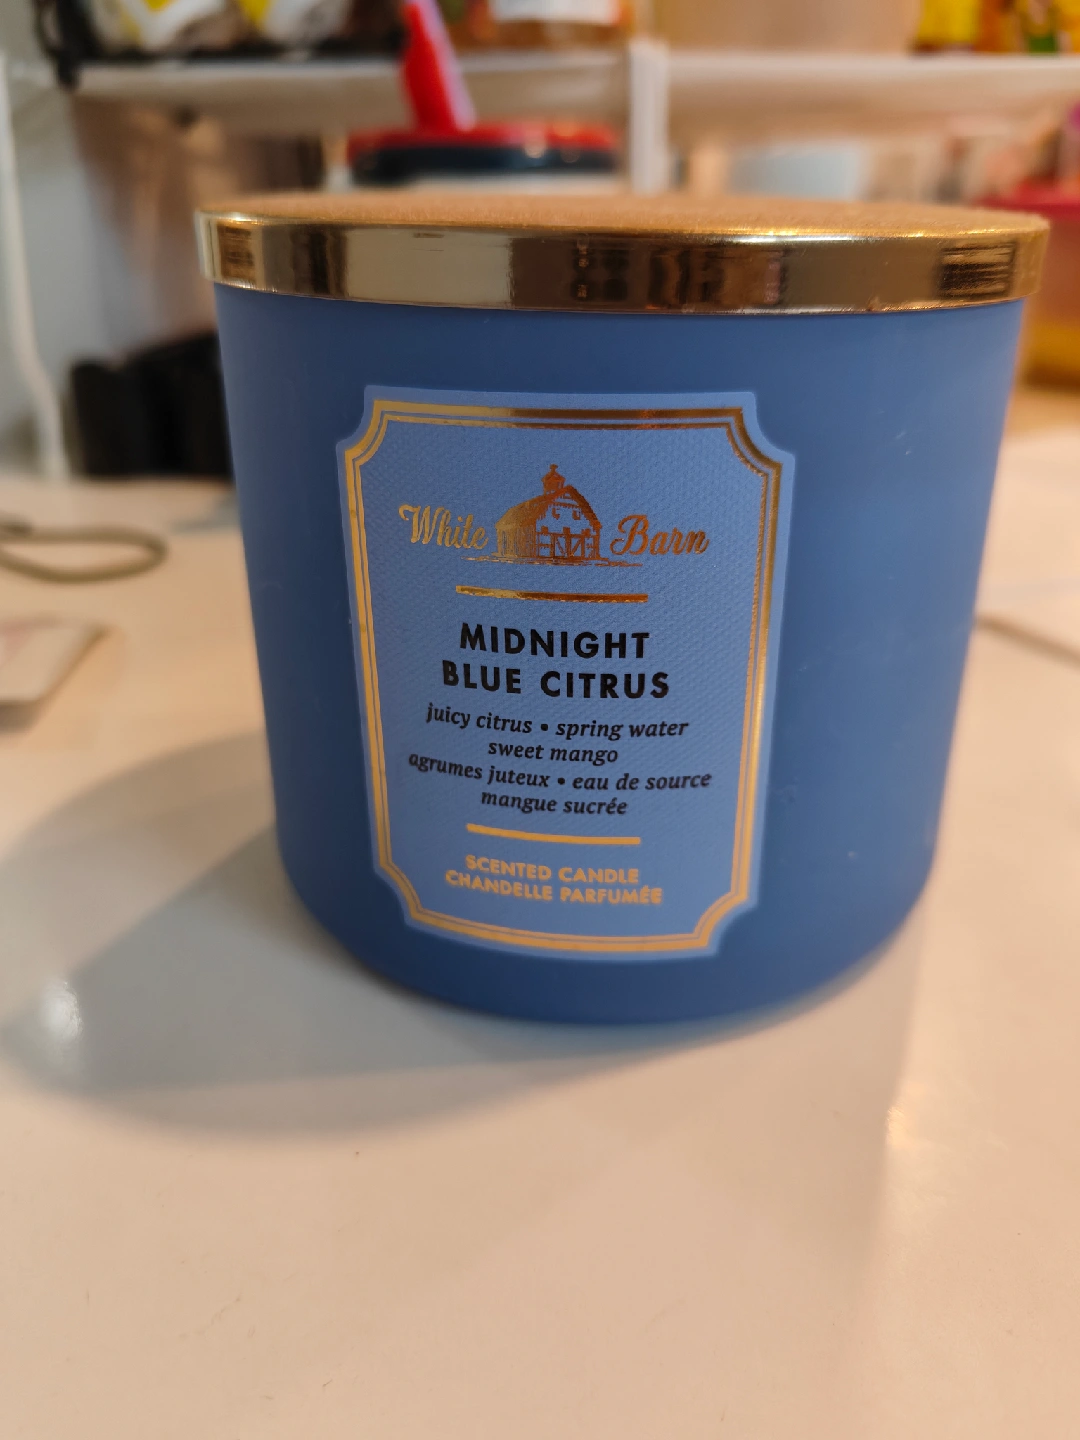 White Barn
MIDNIGHT
BLUE CITRUS
juicy citrus • spring water
sweet mango
agrumes juteux • eau de source
mangue sucrée
SCENTED CANDLE
CHANDELLE PARFUMÉE